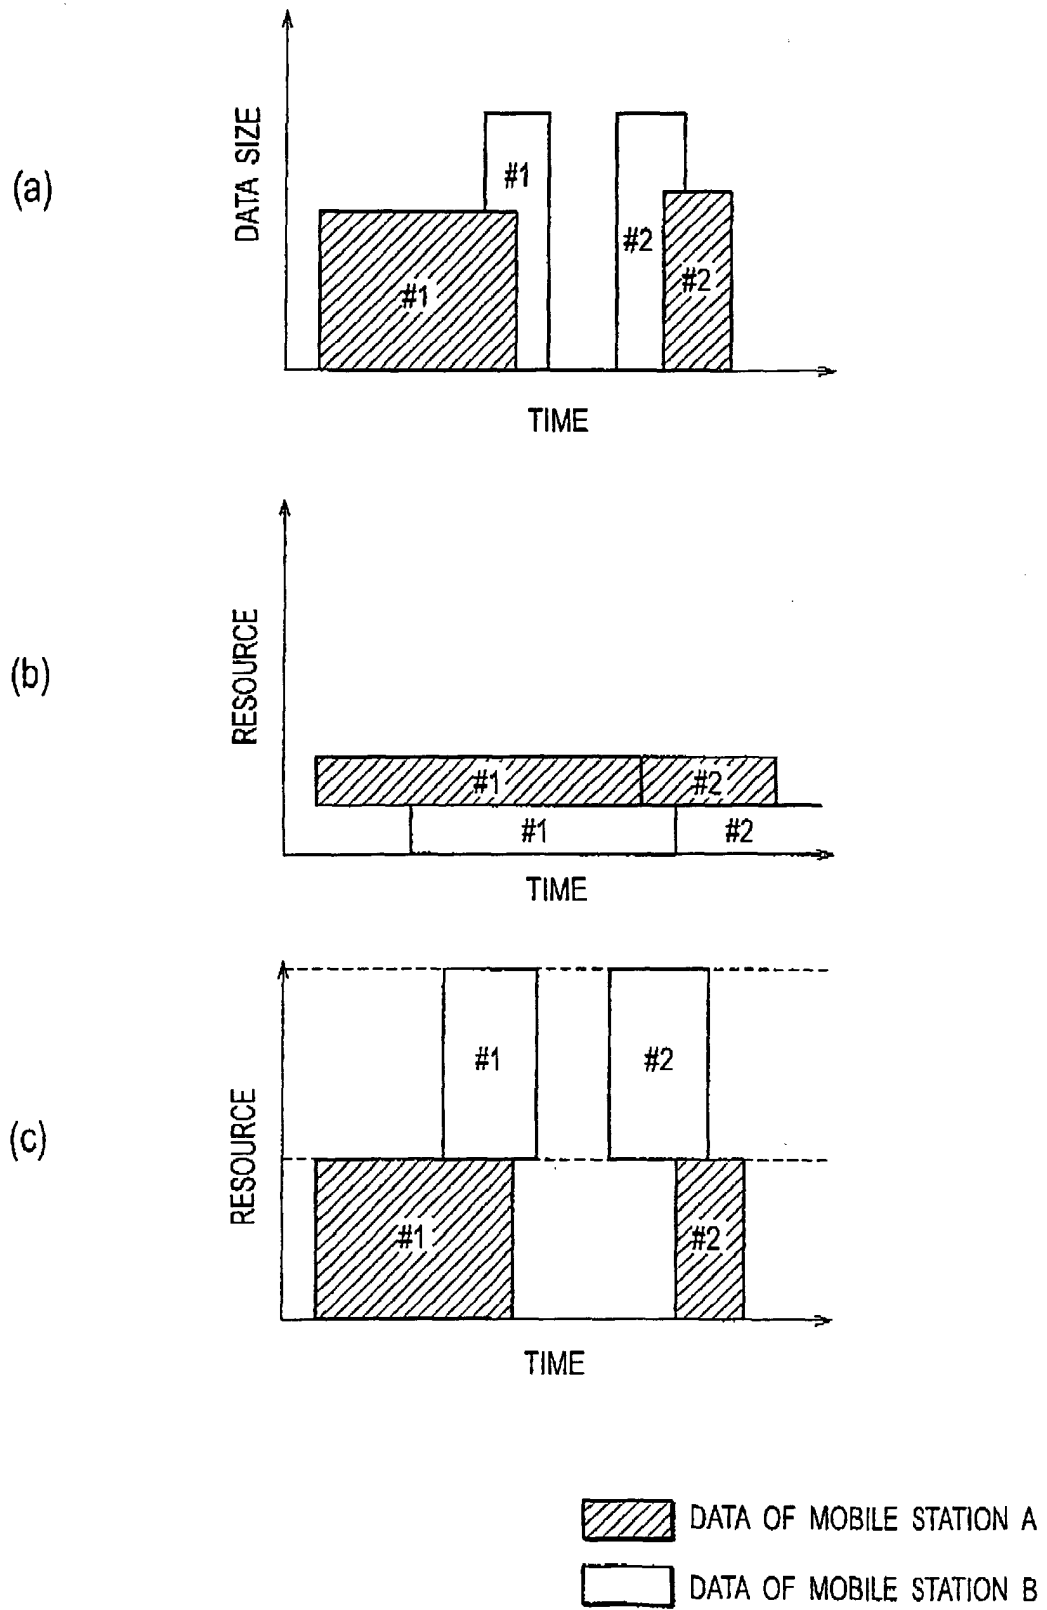 (a)
DATA SIZE
#1
#1
#2
#2
TIME
(b)
RESOURCE
#1
#2
#1
#2
TIME
(c)
RESOURCE
#1
#2
#1
#2
TIME
DATA OF MOBILE STATION A
DATA OF MOBILE STATION B